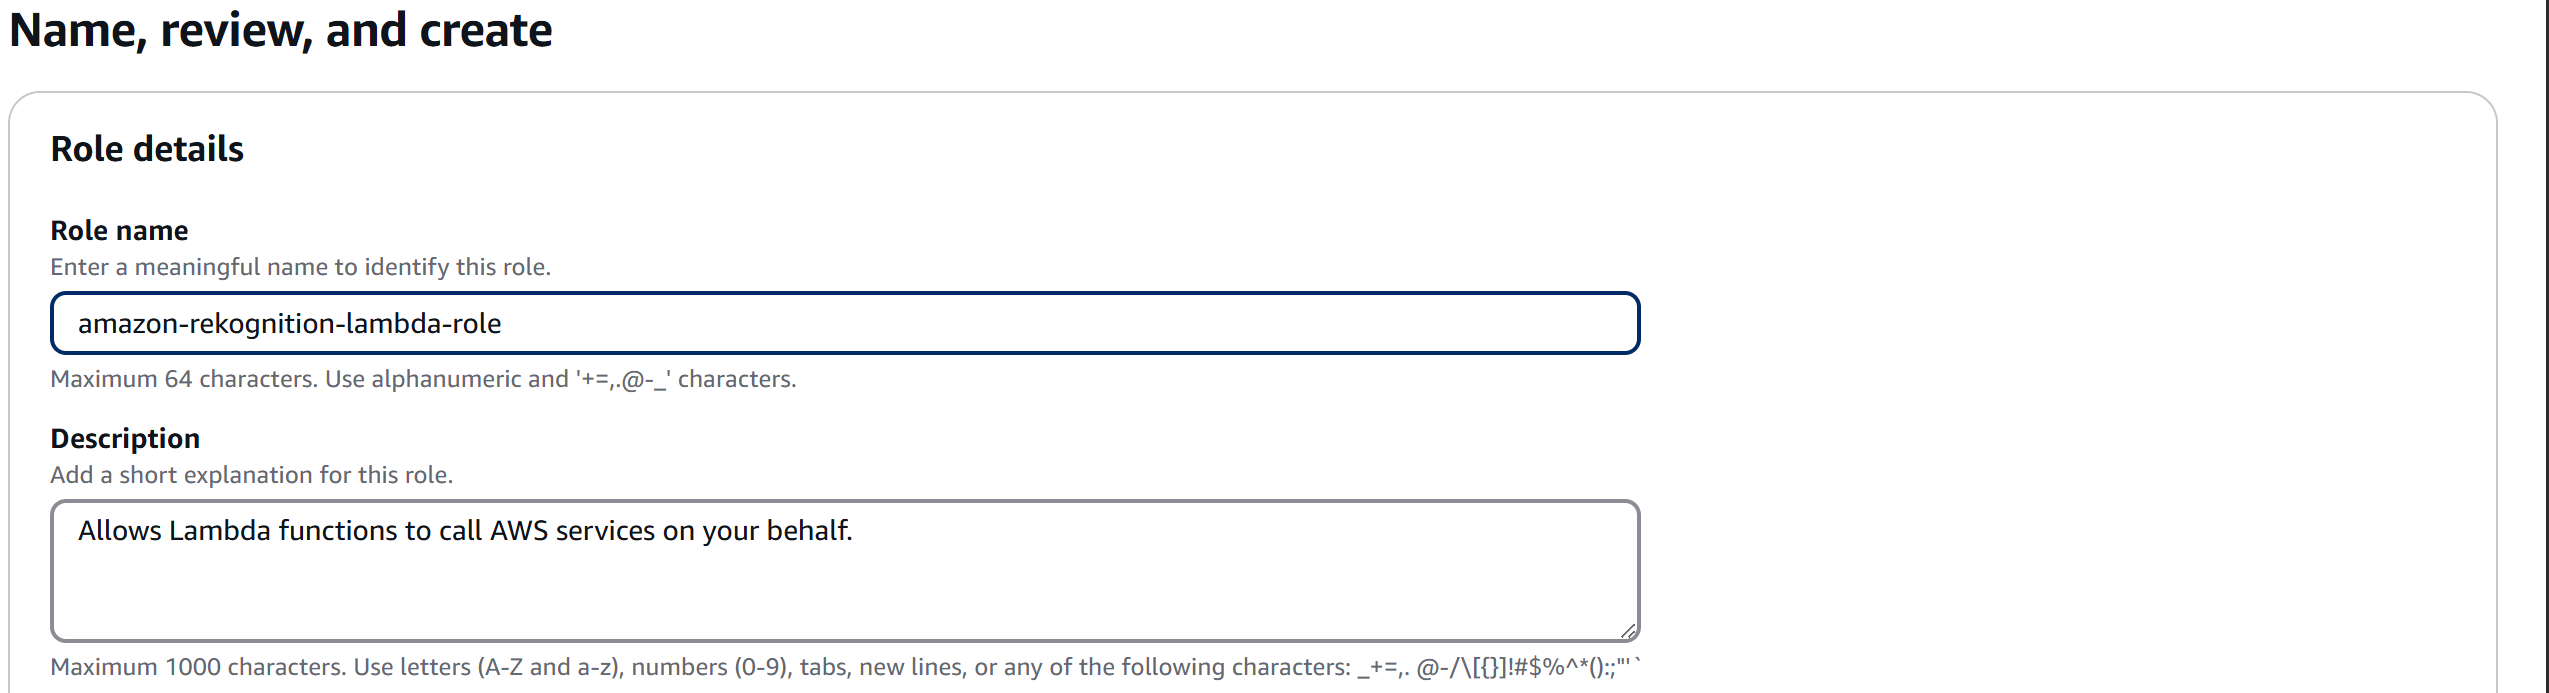 Name, review, and create
Role details
Role name
Enter a meaningful name to identify this role.
amazon-rekognition-lambda-role
Maximum 64 characters. Use alphanumeric and '+=,.@-_' characters.
Description
Add a short explanation for this role.
Allows Lambda functions to call AWS services on your behalf.
Maximum 1000 characters. Use letters (A-Z and a-z), numbers (0-9), tabs, new lines, or any of the following characters: _+=,. @-/\[{}]!#$%^*();:"'`